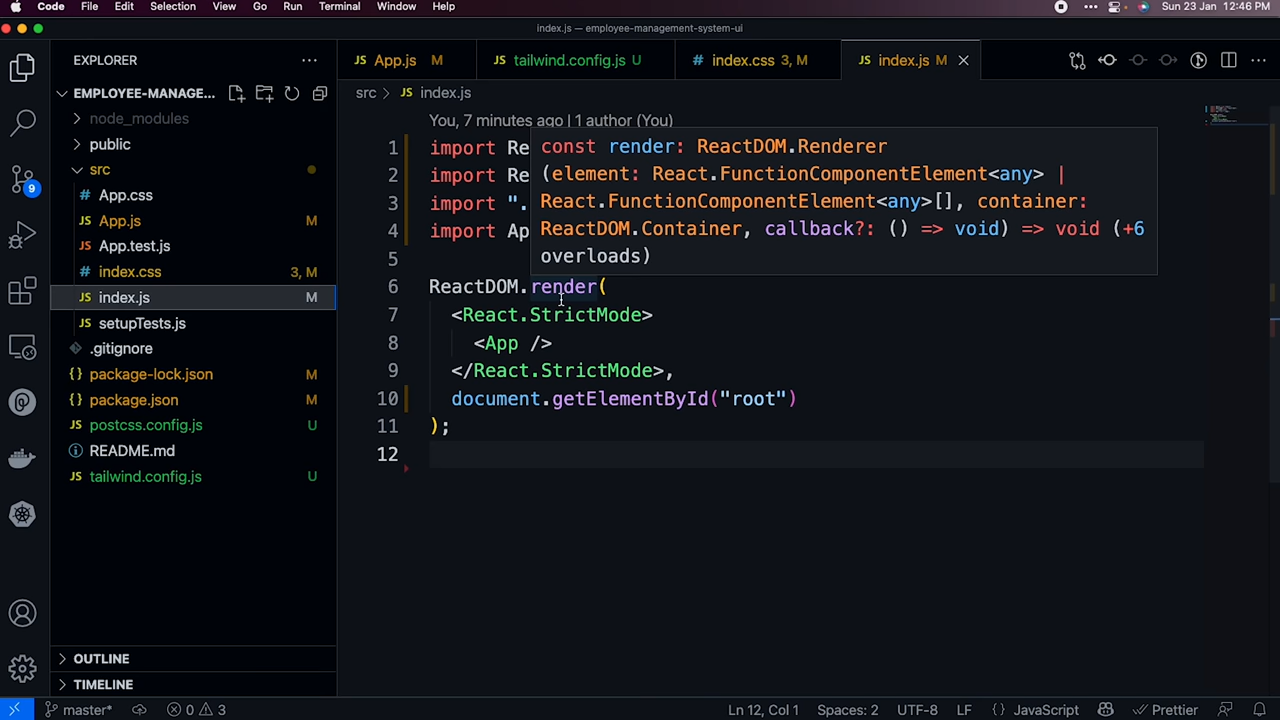 Code File Edit Selection View Go Run Terminal Window Help Sun 23 Jan 12:46 PM
index.js — employee-management-system-ui
EXPLORER
JS App.js M
JS tailwind.config.js U
# index.css 3, M
JS index.js M
EMPLOYEE-MANAGE...
src > JS index.js
node_modules
public
src
# App.css
JS App.js M
JS App.test.js
# index.css 3, M
JS index.js M
JS setupTests.js
.gitignore
{} package-lock.json M
{} package.json M
JS postcss.config.js U
README.md
JS tailwind.config.js U
OUTLINE
TIMELINE
9
You, 7 minutes ago | 1 author (You)
1 import Re
2 import Re
3 import ".
4 import Ap
5
6 ReactDOM.render(
7 <React.StrictMode>
8 <App />
9 </React.StrictMode>,
10 document.getElementById("root")
11 );
12
const render: ReactDOM.Renderer
(element: React.FunctionComponentElement<any> |
React.FunctionComponentElement<any>[], container:
ReactDOM.Container, callback?: () => void) => void (+6
overloads)
master* 0 3 Ln 12, Col 1 Spaces: 2 UTF-8 LF {} JavaScript Prettier